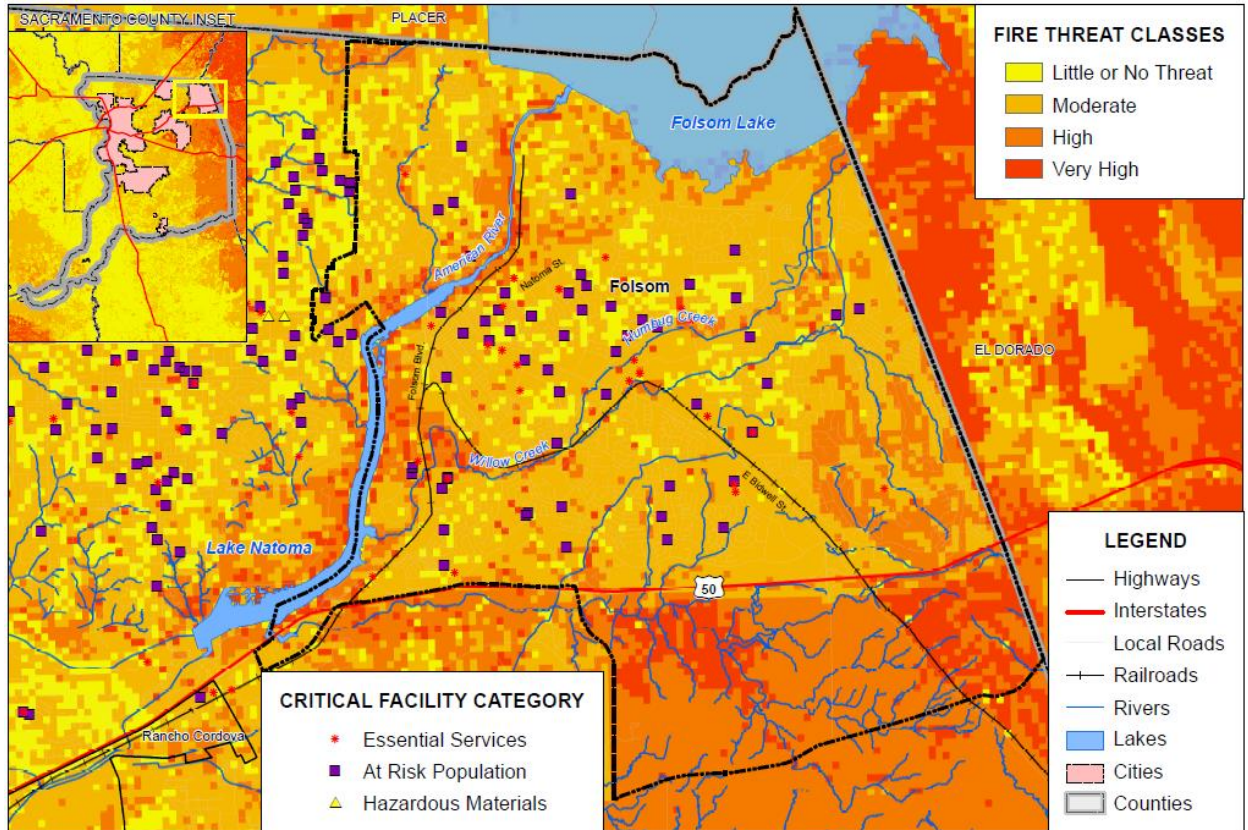 SACRAMENTO COUNTY INSET
PLACER
FIRE THREAT CLASSES
Little or No Threat
Moderate
High
Very High
Folsom Lake
American River
Natoma St.
Folsom
Humbug Creek
EL DORADO
Folsom Blvd.
Willow Creek
E Bidwell St.
Lake Natoma
50
Rancho Cordova
CRITICAL FACILITY CATEGORY
Essential Services
At Risk Population
Hazardous Materials
LEGEND
Highways
Interstates
Local Roads
Railroads
Rivers
Lakes
Cities
Counties